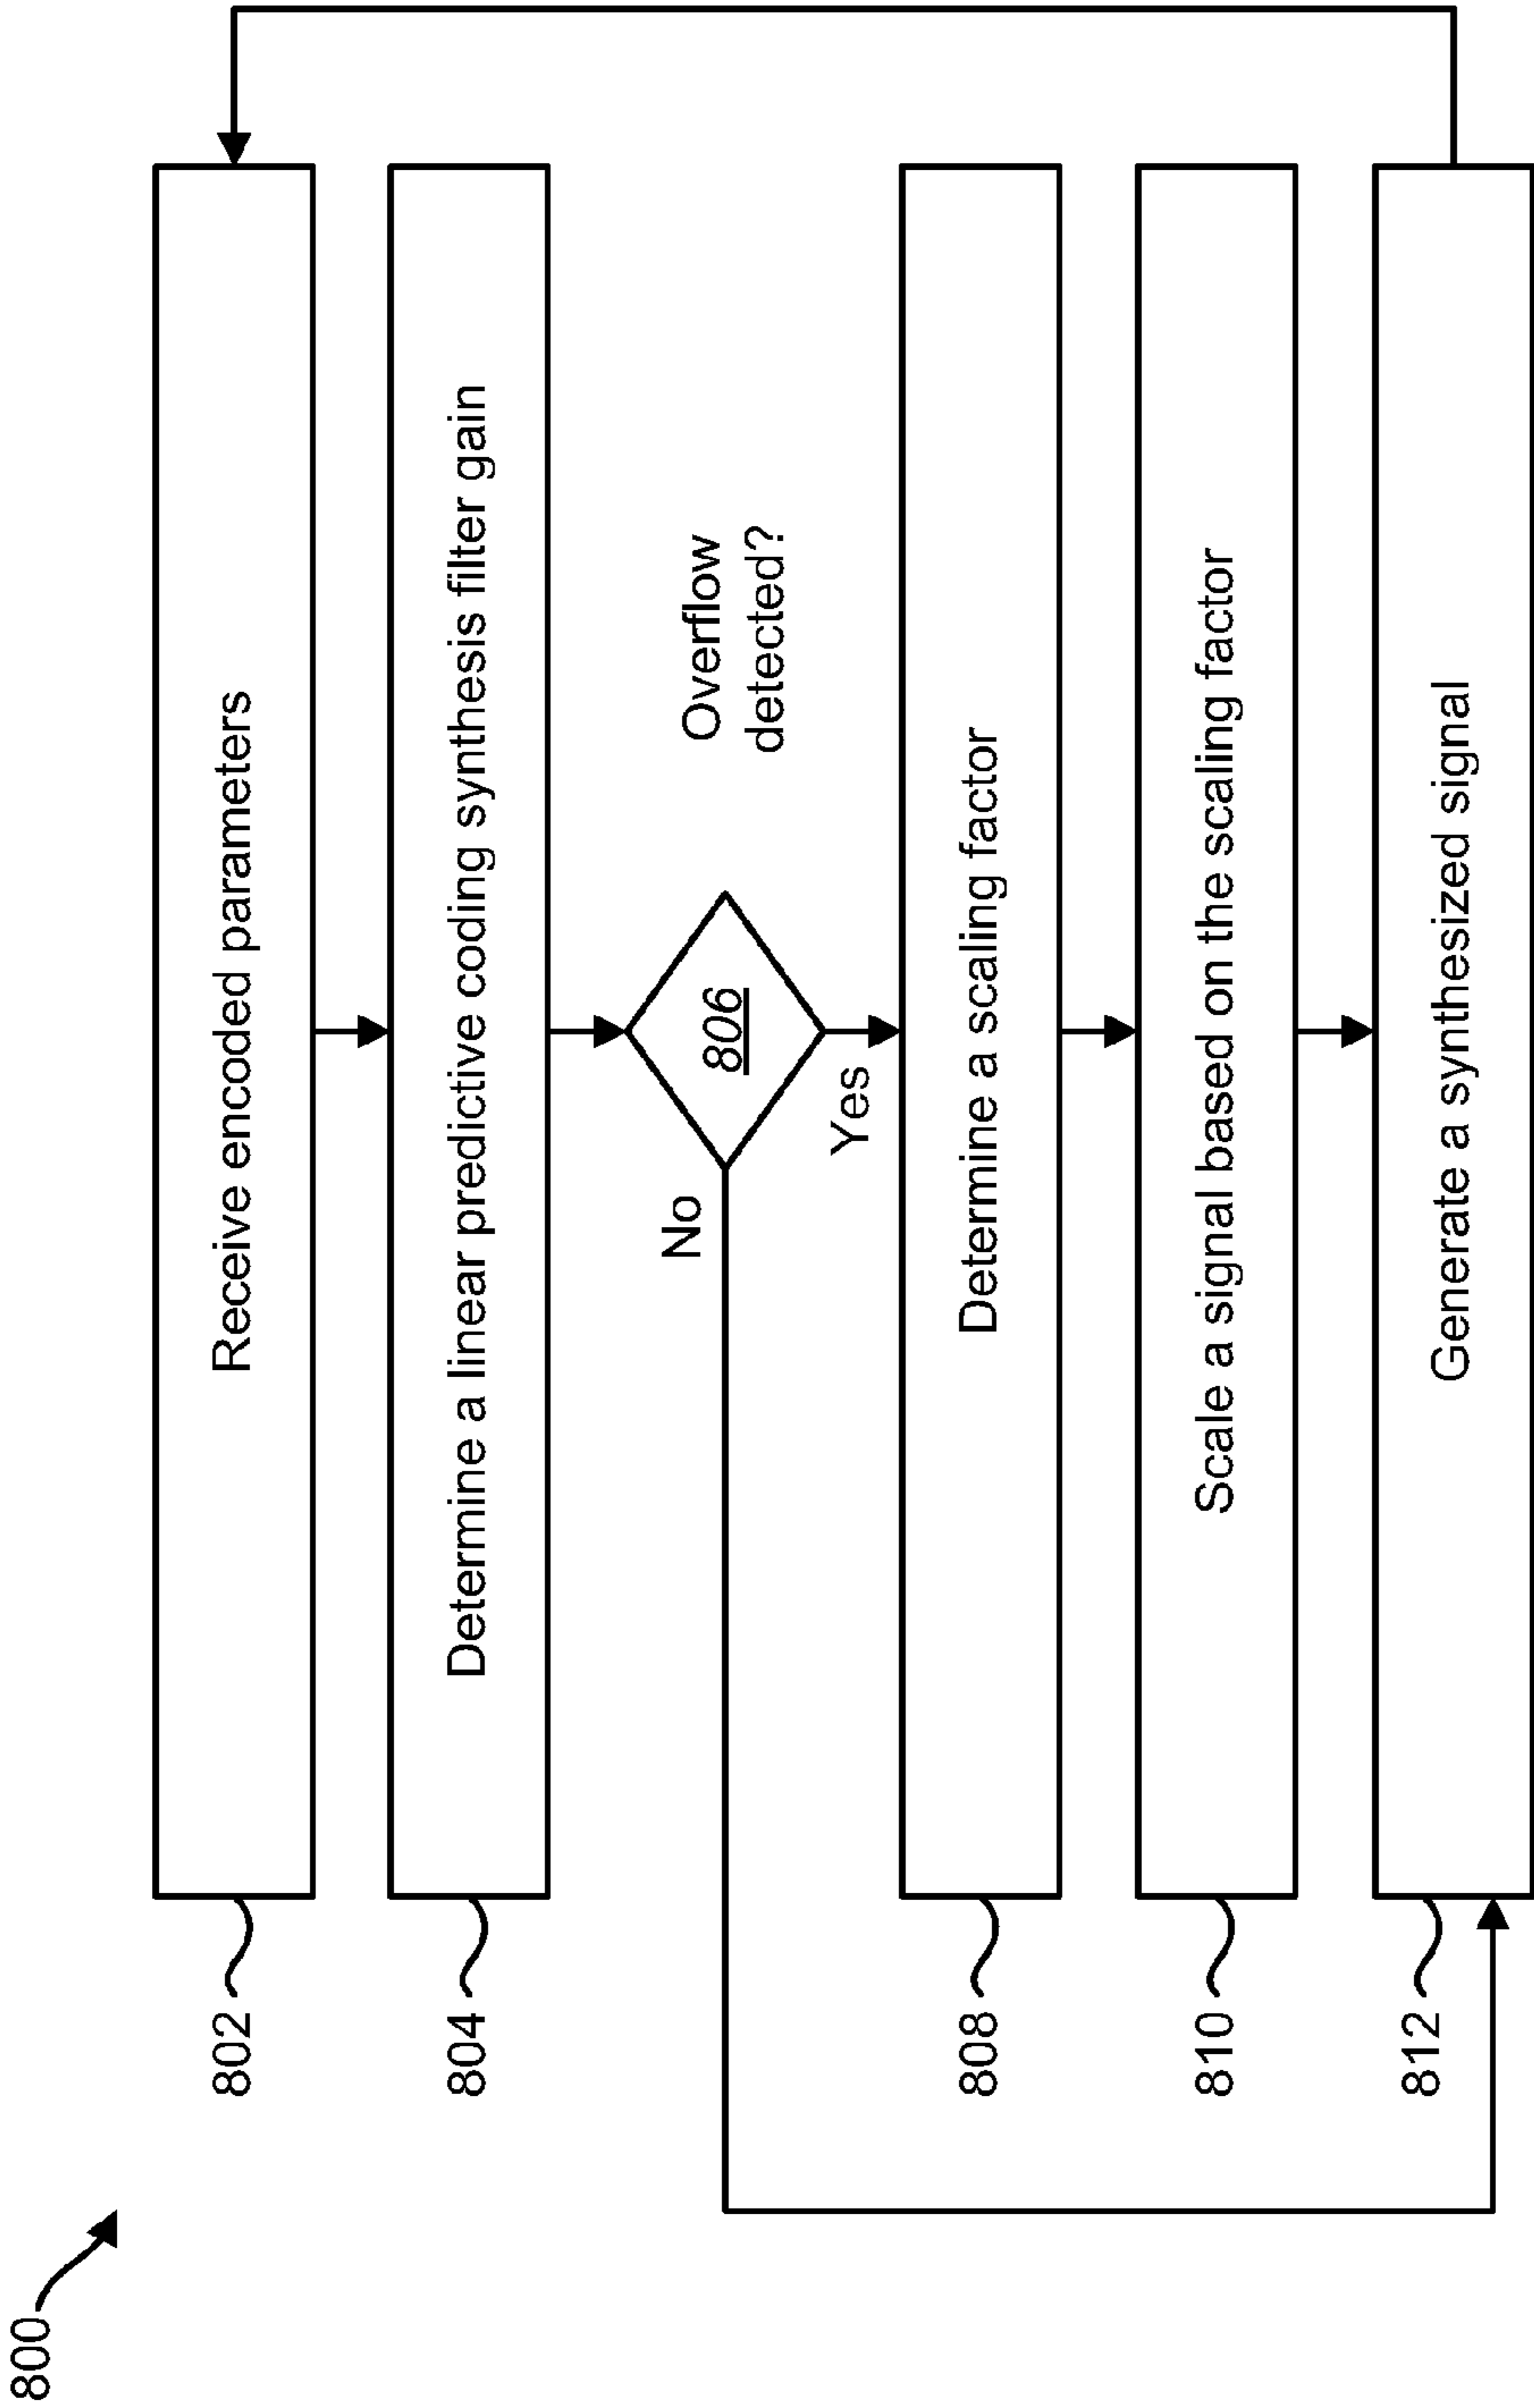 800
802
Receive encoded parameters
804
Determine a linear predictive coding synthesis filter gain
Overflow
detected?
806
No
Yes
808
Determine a scaling factor
810
Scale a signal based on the scaling factor
812
Generate a synthesized signal